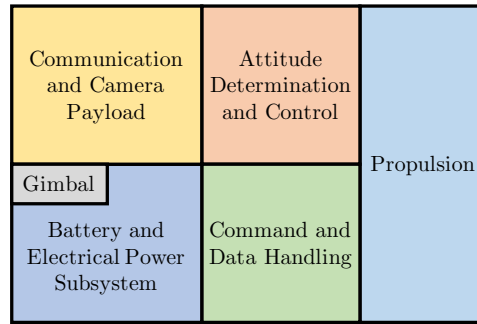 Communication
and Camera
Payload
Attitude
Determination
and Control
Propulsion
Gimbal
Battery and
Electrical Power
Subsystem
Command and
Data Handling